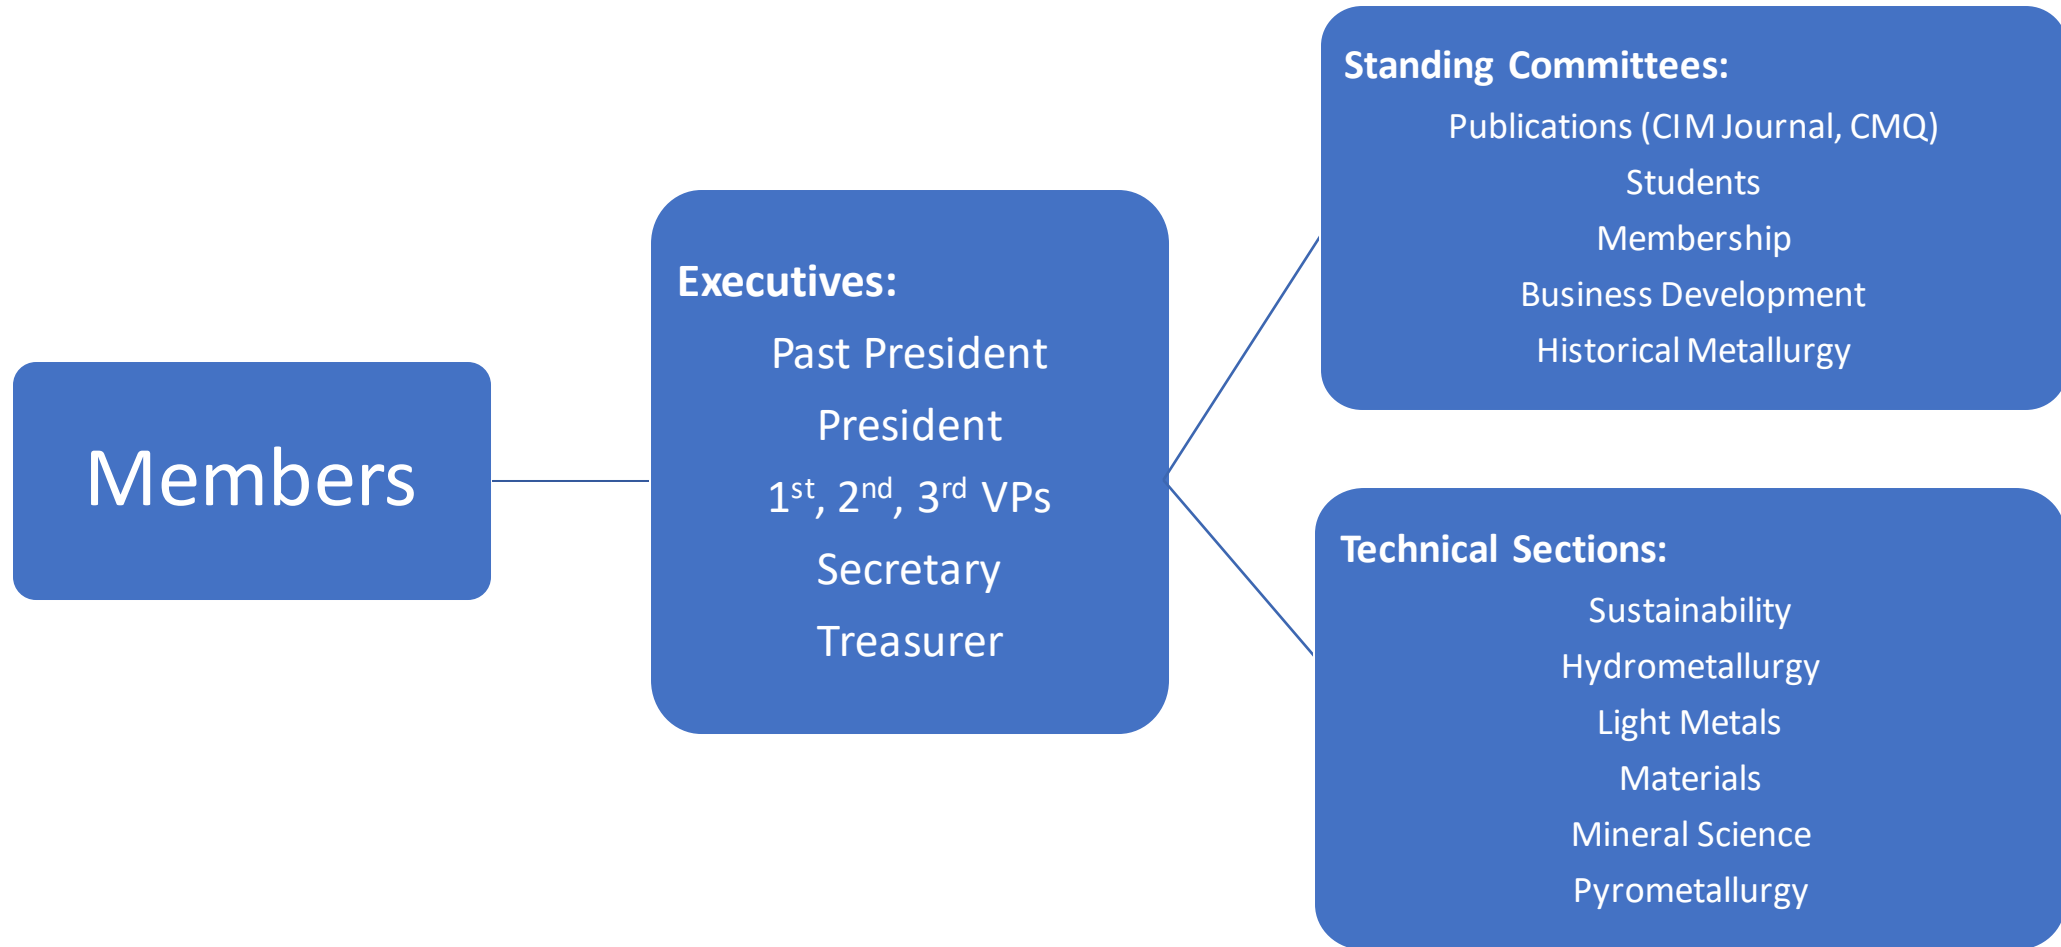 Members
Executives:
Past President
President
1st, 2nd, 3rd VPs
Secretary
Treasurer
Standing Committees:
Publications (CIM Journal, CMQ)
Students
Membership
Business Development
Historical Metallurgy
Technical Sections:
Sustainability
Hydrometallurgy
Light Metals
Materials
Mineral Science
Pyrometallurgy